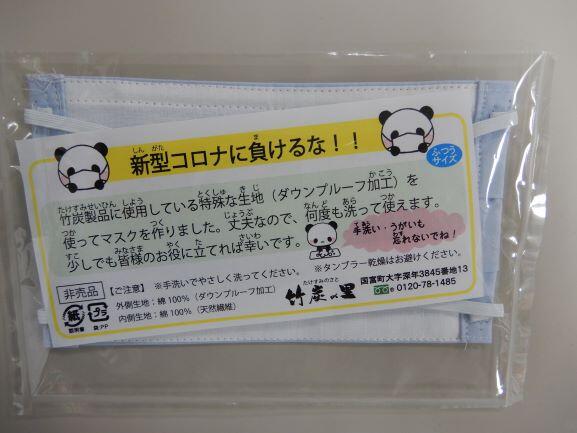 新型コロナに負けるな！！
ふつうサイズ
竹炭製品に使用している特殊な生地（ダウンプルーフ加工）を
使ってマスクを作りました。丈夫なので、何度も洗って使えます。
少しでも皆様のお役に立てれば幸いです。
手洗い・うがいも
忘れないでね！
非売品
【ご注意】 ※手洗いでやさしく洗ってください。 ※タンブラー乾燥はお避けください。
外側生地：綿 100％（ダウンプルーフ加工）
内側生地：綿 100％（天然繊維）
竹炭の里
国富町大字深年3845番地13
0120-78-1485
紙
プラ
袋:PP